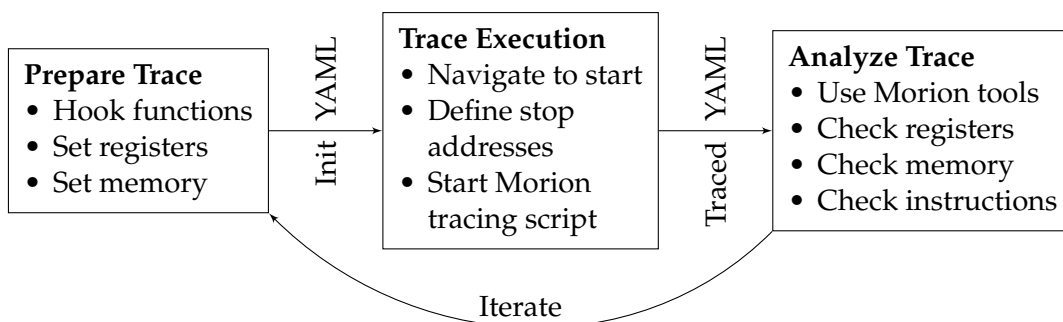 Prepare Trace
• Hook functions
• Set registers
• Set memory
Init YAML
Trace Execution
• Navigate to start
• Define stop
addresses
• Start Morion
tracing script
Traced YAML
Analyze Trace
• Use Morion tools
• Check registers
• Check memory
• Check instructions
Iterate